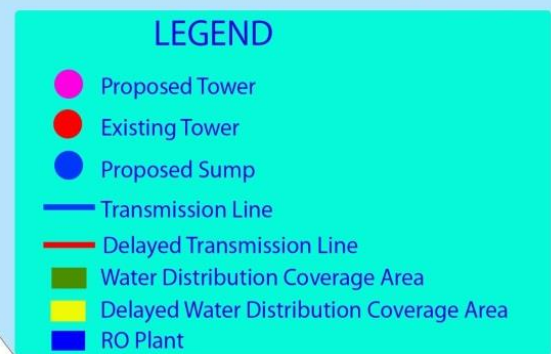 LEGEND
Proposed Tower
Existing Tower
Proposed Sump
Transmission Line
Delayed Transmission Line
Water Distribution Coverage Area
Delayed Water Distribution Coverage Area
RO Plant